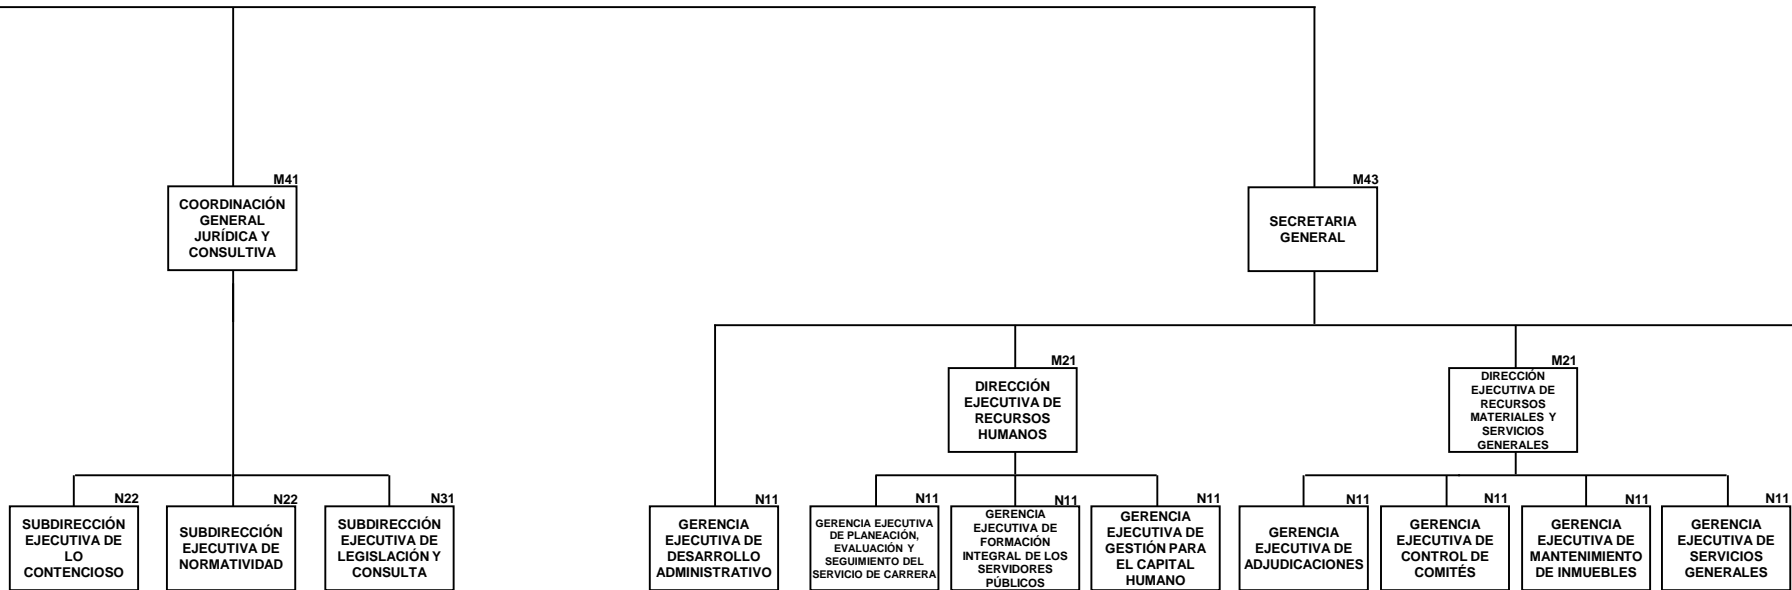 M41
COORDINACIÓN
GENERAL
JURÍDICA Y
CONSULTIVA
M43
SECRETARIA
GENERAL
M21
DIRECCIÓN
EJECUTIVA DE
RECURSOS
HUMANOS
M21
DIRECCIÓN
EJECUTIVA DE
RECURSOS
MATERIALES Y
SERVICIOS
GENERALES
N22
SUBDIRECCIÓN
EJECUTIVA DE
LO
CONTENCIOSO
N22
SUBDIRECCIÓN
EJECUTIVA DE
NORMATIVIDAD
N31
SUBDIRECCIÓN
EJECUTIVA DE
LEGISLACIÓN Y
CONSULTA
N11
GERENCIA
EJECUTIVA DE
DESARROLLO
ADMINISTRATIVO
N11
GERENCIA EJECUTIVA
DE PLANEACIÓN,
EVALUACIÓN Y
SEGUIMIENTO DEL
SERVICIO DE CARRERA
N11
GERENCIA
EJECUTIVA DE
FORMACIÓN
INTEGRAL DE LOS
SERVIDORES
PÚBLICOS
N11
GERENCIA
EJECUTIVA DE
GESTIÓN PARA
EL CAPITAL
HUMANO
N11
GERENCIA
EJECUTIVA DE
ADJUDICACIONES
N11
GERENCIA
EJECUTIVA DE
CONTROL DE
COMITÉS
N11
GERENCIA
EJECUTIVA DE
MANTENIMIENTO
DE INMUEBLES
N11
GERENCIA
EJECUTIVA DE
SERVICIOS
GENERALES